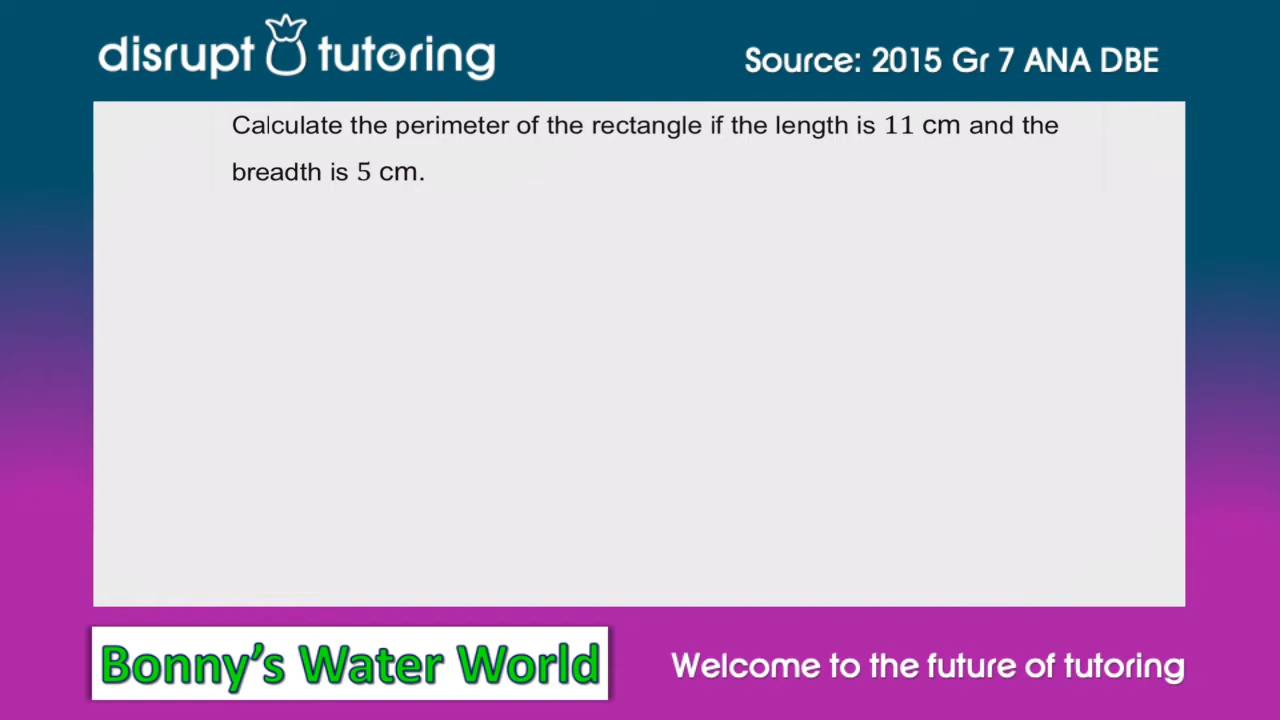 disrupt tutoring
Source: 2015 Gr 7 ANA DBE
Calculate the perimeter of the rectangle if the length is 11 cm and the
breadth is 5 cm.
Bonny's Water World
Welcome to the future of tutoring